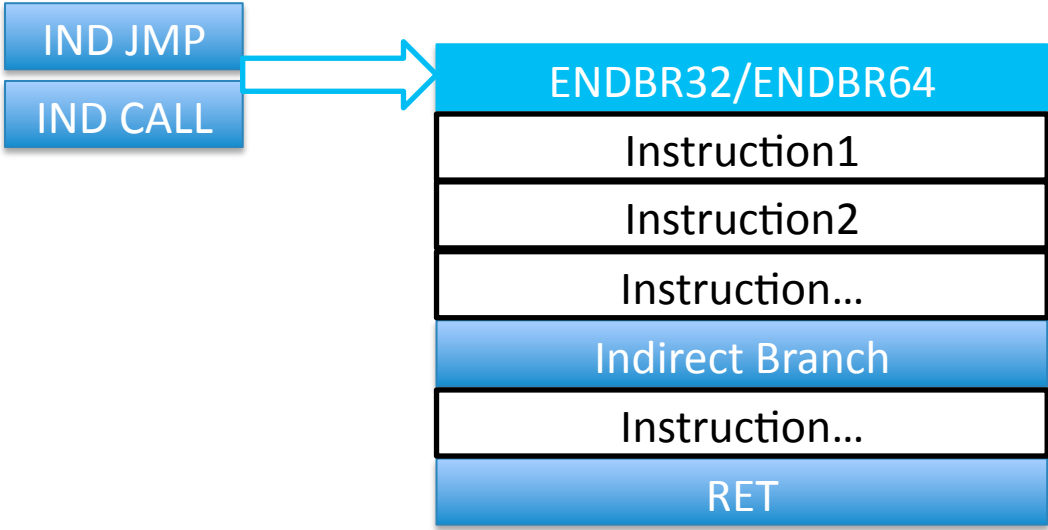 IND JMP
IND CALL
ENDBR32/ENDBR64
Instruction1
Instruction2
Instruction…
Indirect Branch
Instruction…
RET